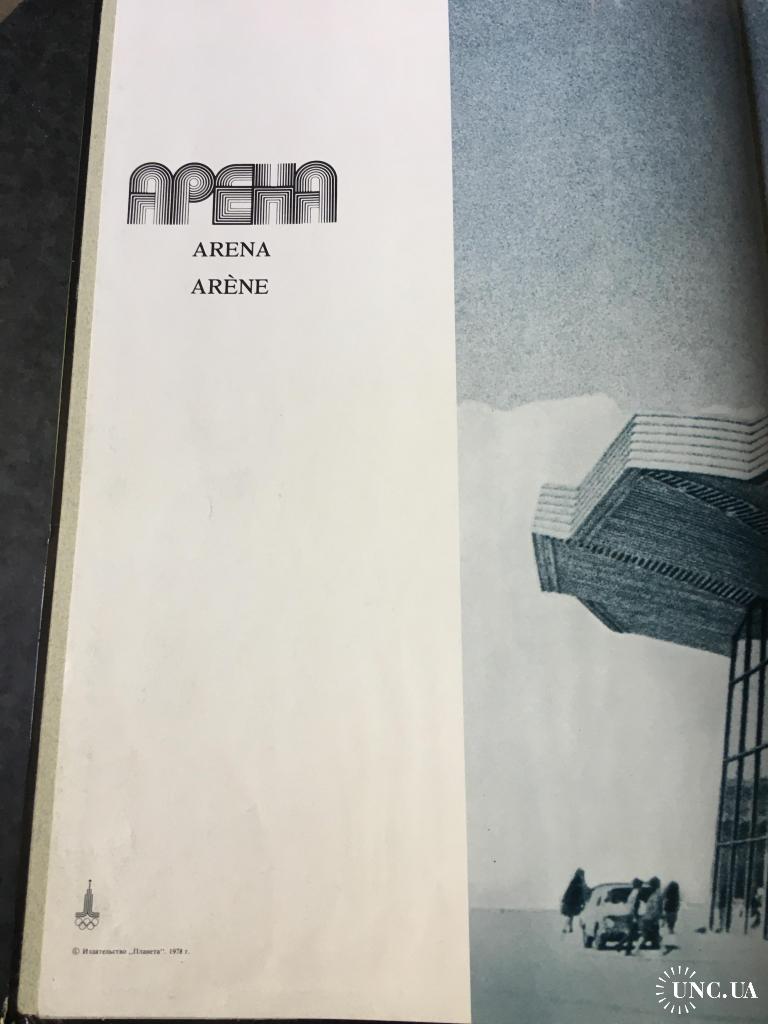 АРЕНА
ARENA
ARÈNE
© Издательство „Планета“. 1978 г.
UNC.UA